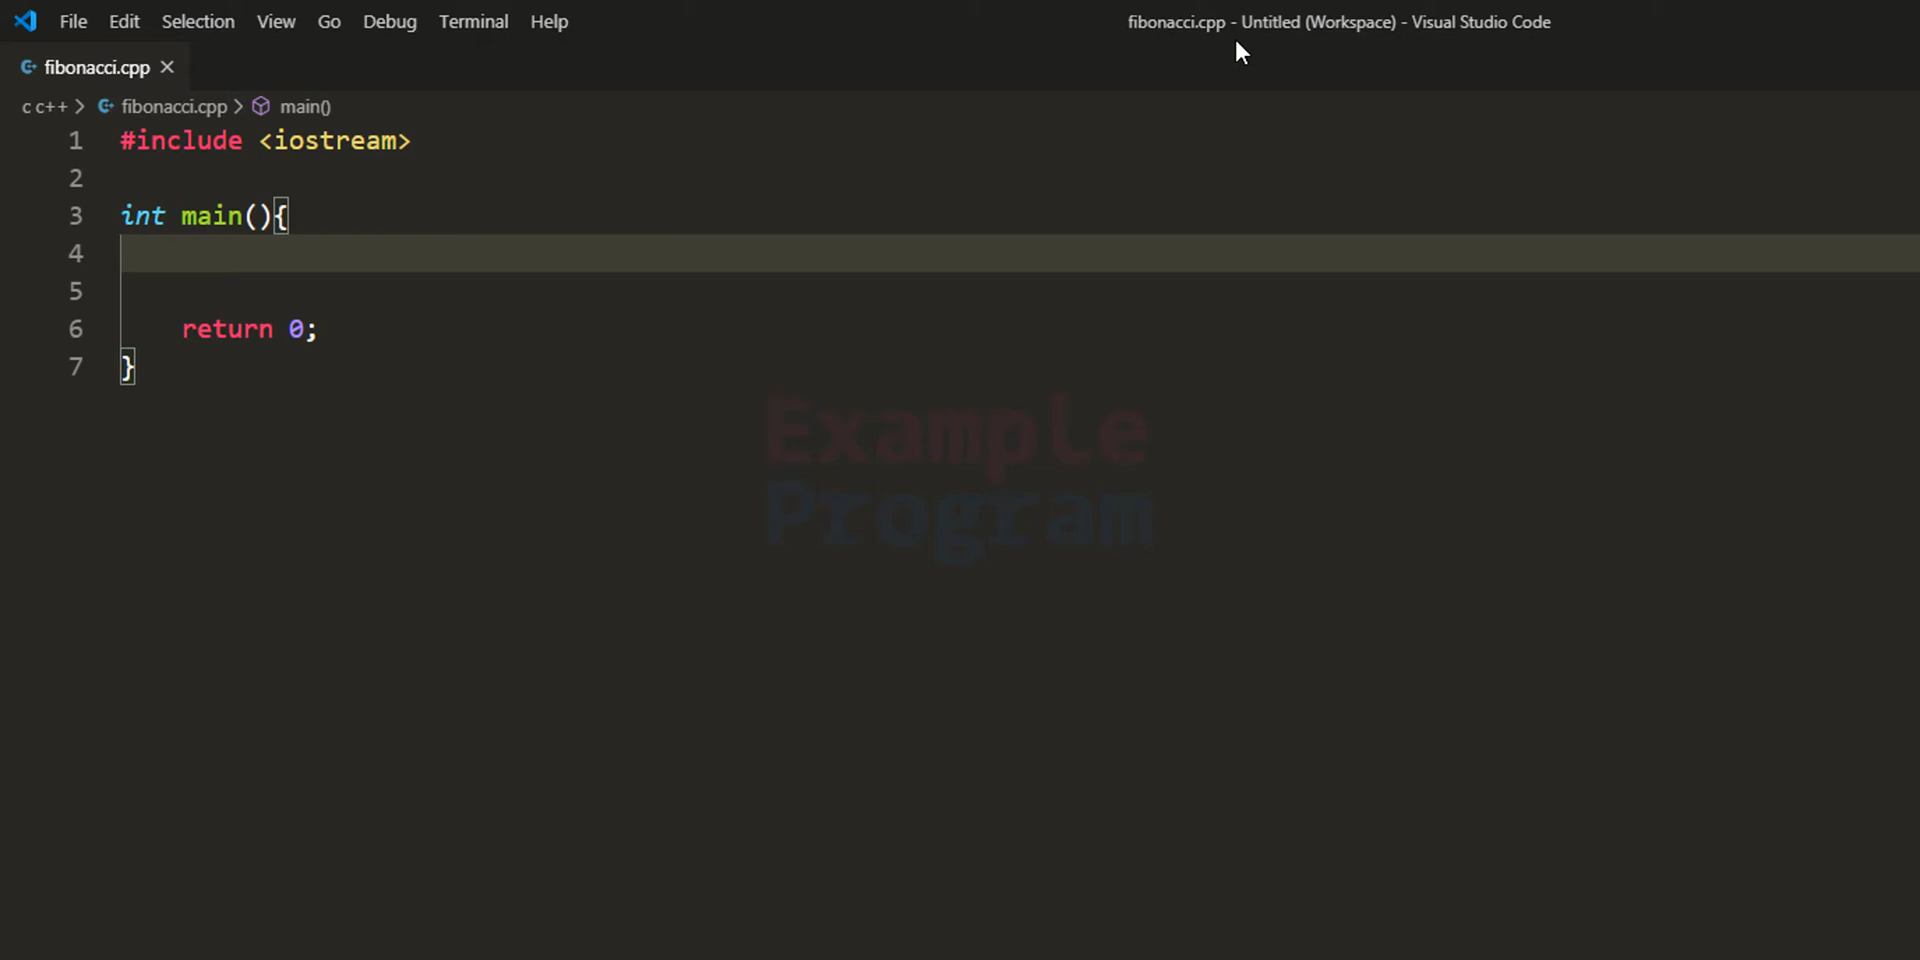 File Edit Selection View Go Debug Terminal Help fibonacci.cpp - Untitled (Workspace) - Visual Studio Code
fibonacci.cpp
c c++ > fibonacci.cpp > main()
1 #include <iostream>
2
3 int main(){
4
5
6 return 0;
7 }
Example
Program